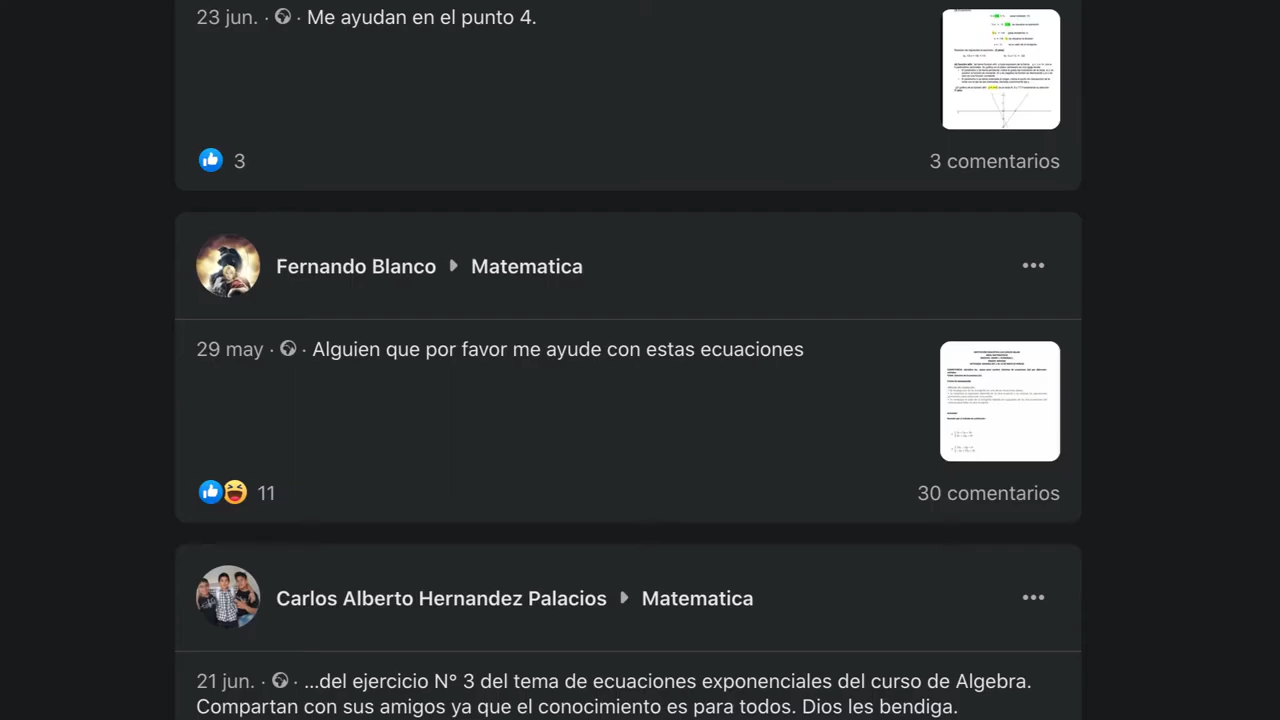 23 jun. · · Me ayudan en el punto 4.
3
3 comentarios
Fernando Blanco Matematica
29 may · · Alguien que por favor me ayude con estas ecuaciones
11
30 comentarios
Carlos Alberto Hernandez Palacios Matematica
21 jun. · · ...del ejercicio N° 3 del tema de ecuaciones exponenciales del curso de Algebra.
Compartan con sus amigos ya que el conocimiento es para todos. Dios les bendiga.